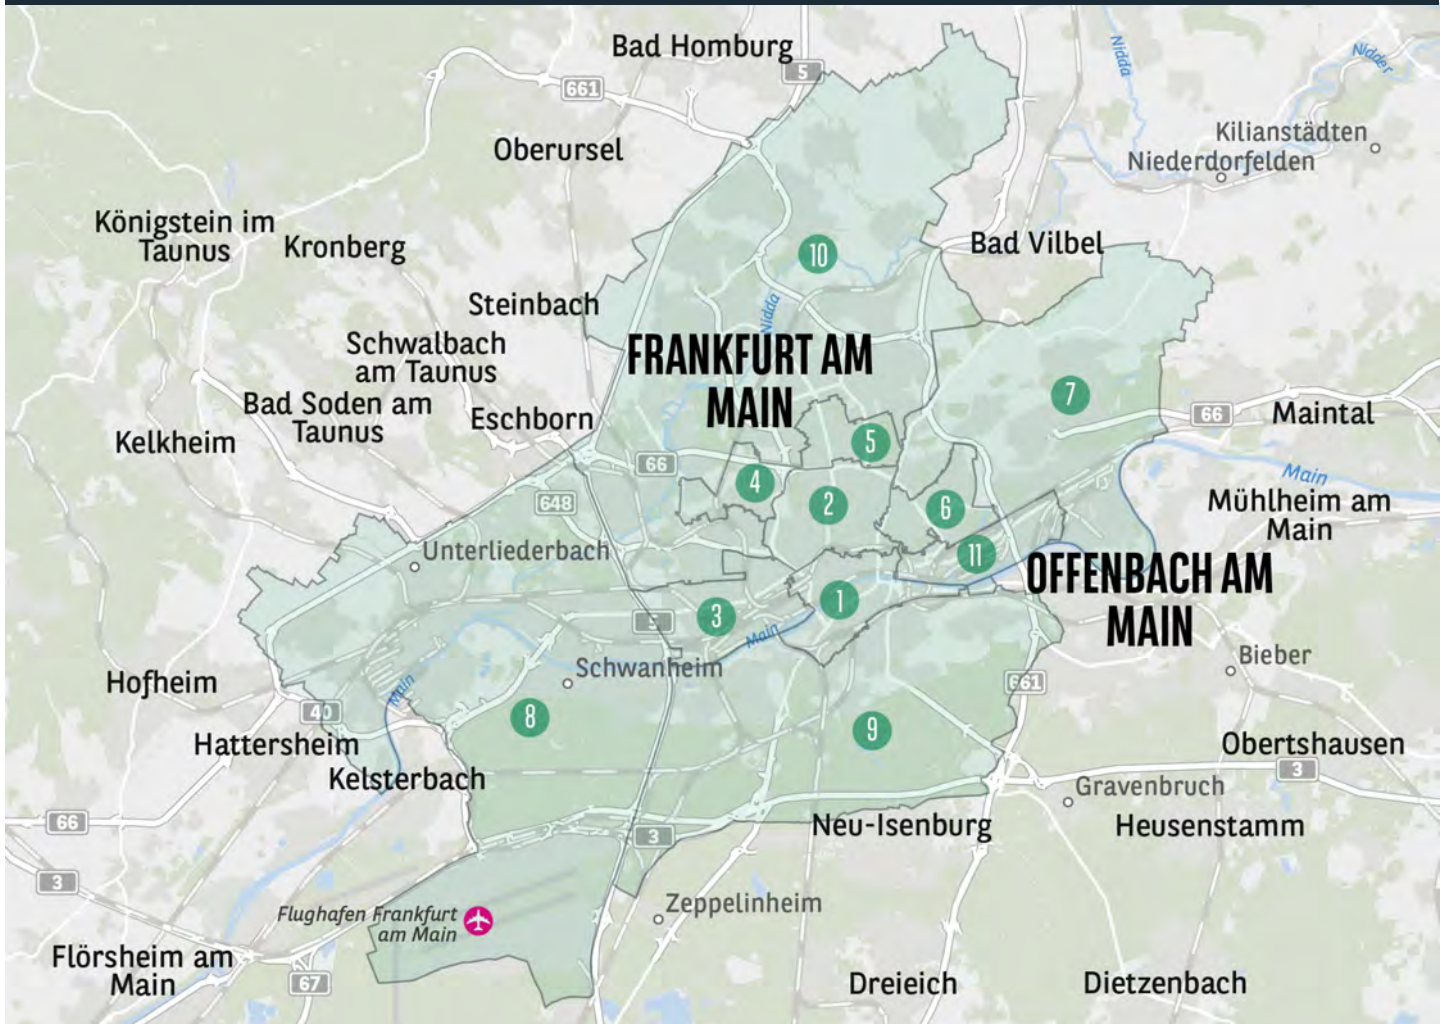 Bad Homburg
5
Nidda
Nidder
661
Kilianstädten
Niederdorfelden
Oberursel
Königstein im
Taunus
Kronberg
Bad Vilbel
10
Steinbach
Nidda
Schwalbach
am Taunus
FRANKFURT AM
MAIN
7
Bad Soden am
Taunus
Eschborn
66
Maintal
Kelkheim
5
66
4
Main
648
2
6
Mühlheim am
Main
Unterliederbach
11
OFFENBACH AM
MAIN
1
3
5
Main
Schwanheim
Bieber
Hofheim
Main
661
40
8
9
Hattersheim
Obertshausen
3
Kelsterbach
Gravenbruch
66
3
Neu-Isenburg
Heusenstamm
3
Zeppelinheim
Flughafen Frankfurt
am Main
Flörsheim am
Main
67
Dreieich
Dietzenbach